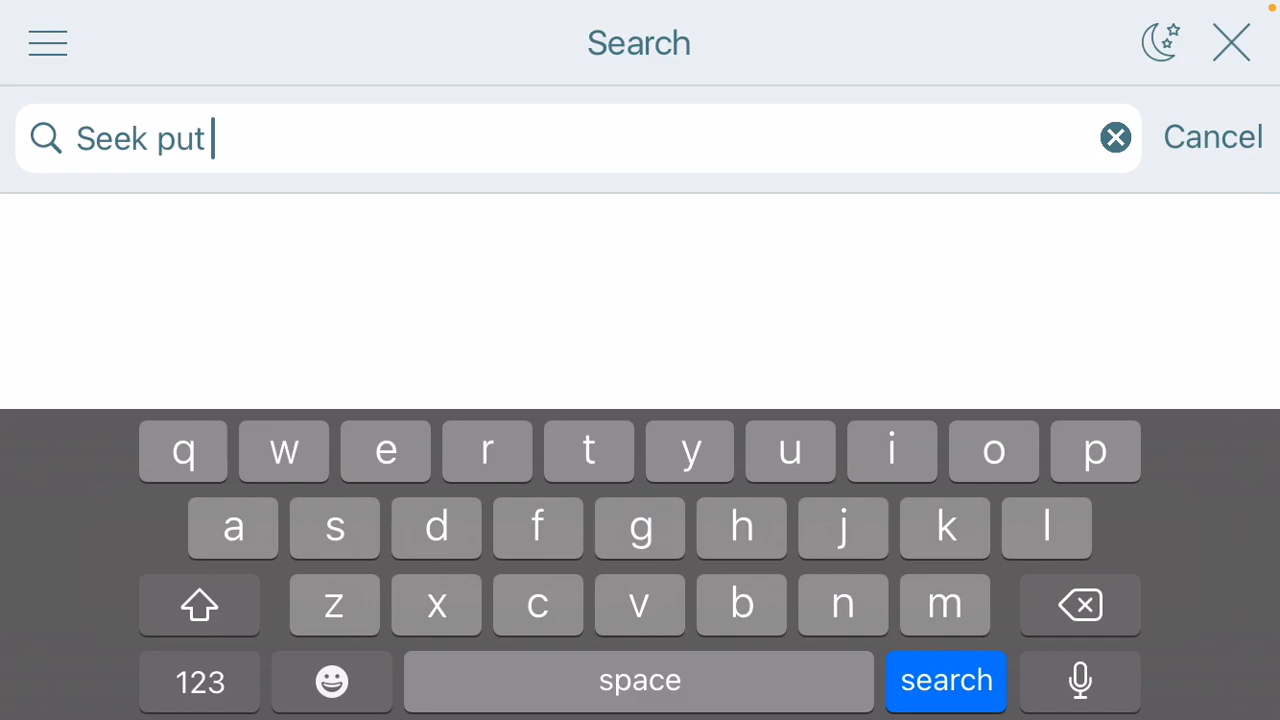 Search
Seek put
Cancel
q w e r t y u i o p
a s d f g h j k l
z x c v b n m
123 space search